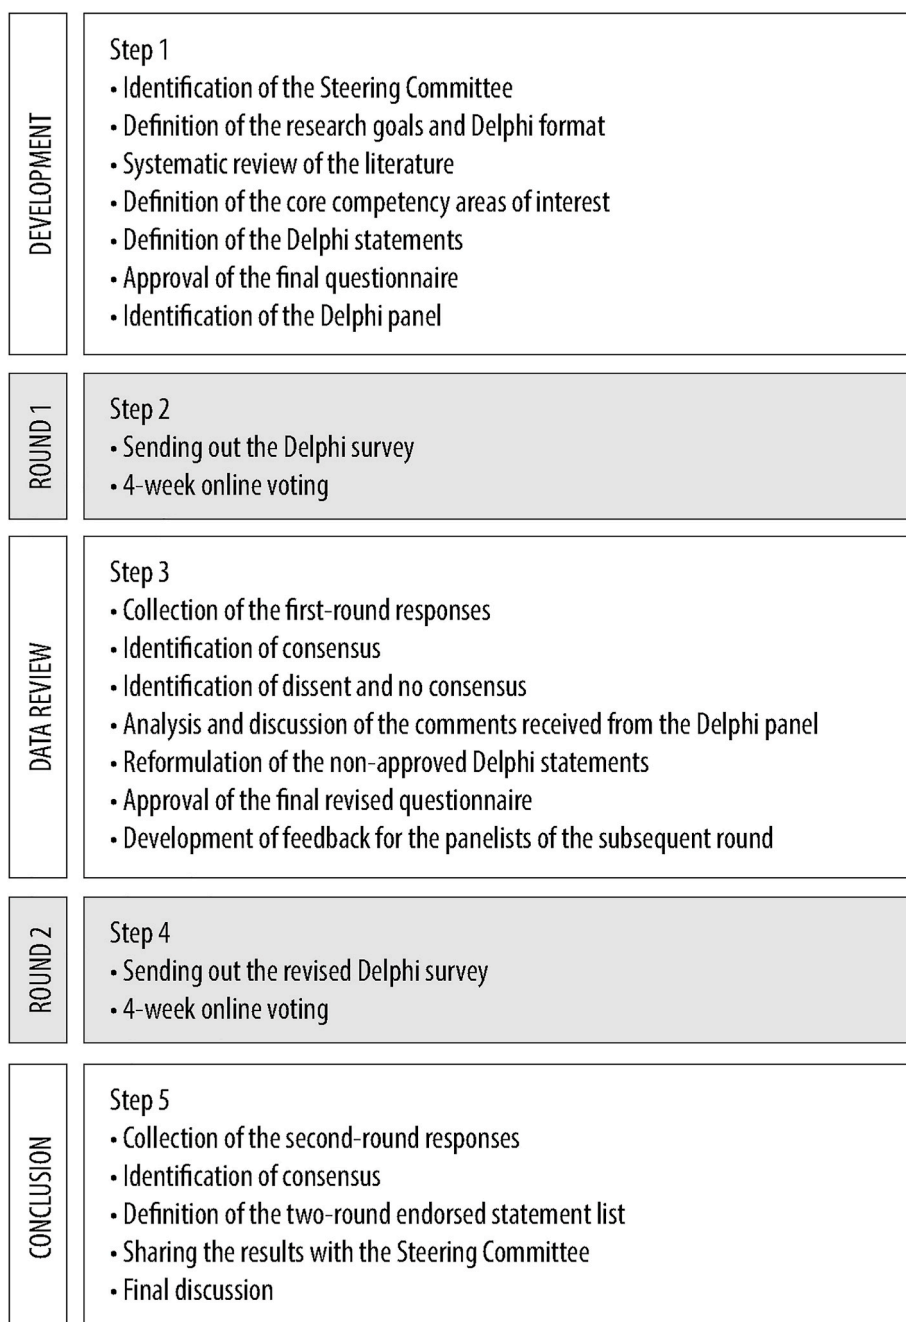 DEVELOPMENT
Step 1
• Identification of the Steering Committee
• Definition of the research goals and Delphi format
• Systematic review of the literature
• Definition of the core competency areas of interest
• Definition of the Delphi statements
• Approval of the final questionnaire
• Identification of the Delphi panel
ROUND 1
Step 2
• Sending out the Delphi survey
• 4-week online voting
DATA REVIEW
Step 3
• Collection of the first-round responses
• Identification of consensus
• Identification of dissent and no consensus
• Analysis and discussion of the comments received from the Delphi panel
• Reformulation of the non-approved Delphi statements
• Approval of the final revised questionnaire
• Development of feedback for the panelists of the subsequent round
ROUND 2
Step 4
• Sending out the revised Delphi survey
• 4-week online voting
CONCLUSION
Step 5
• Collection of the second-round responses
• Identification of consensus
• Definition of the two-round endorsed statement list
• Sharing the results with the Steering Committee
• Final discussion